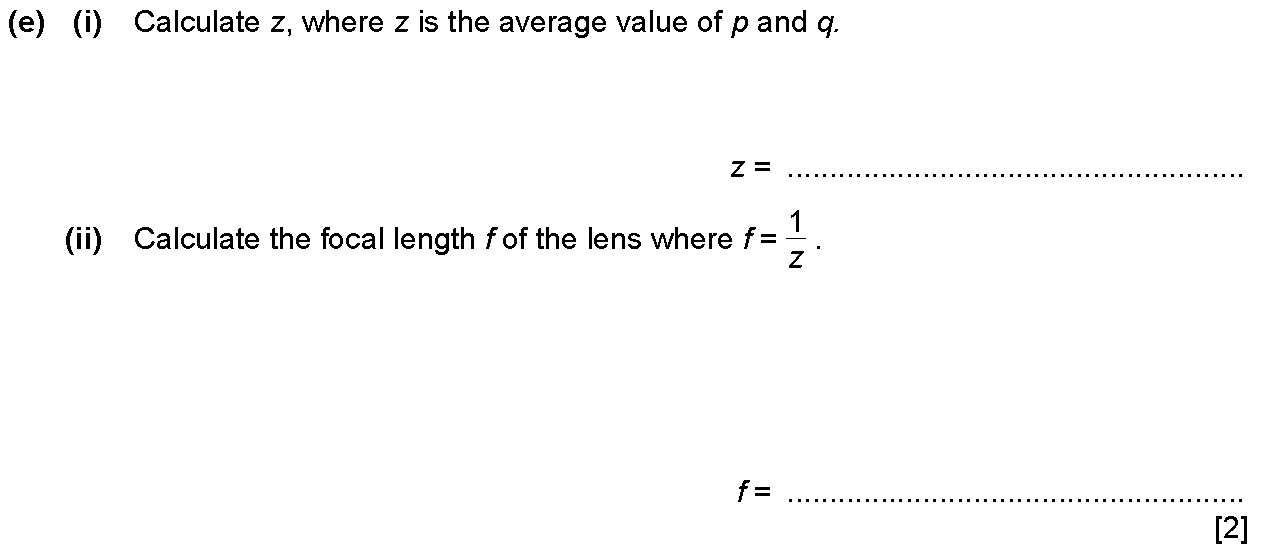 (e) (i) Calculate z, where z is the average value of p and q.
z = ......................................................
(ii) Calculate the focal length f of the lens where f = 1/z .
f = ......................................................
[2]